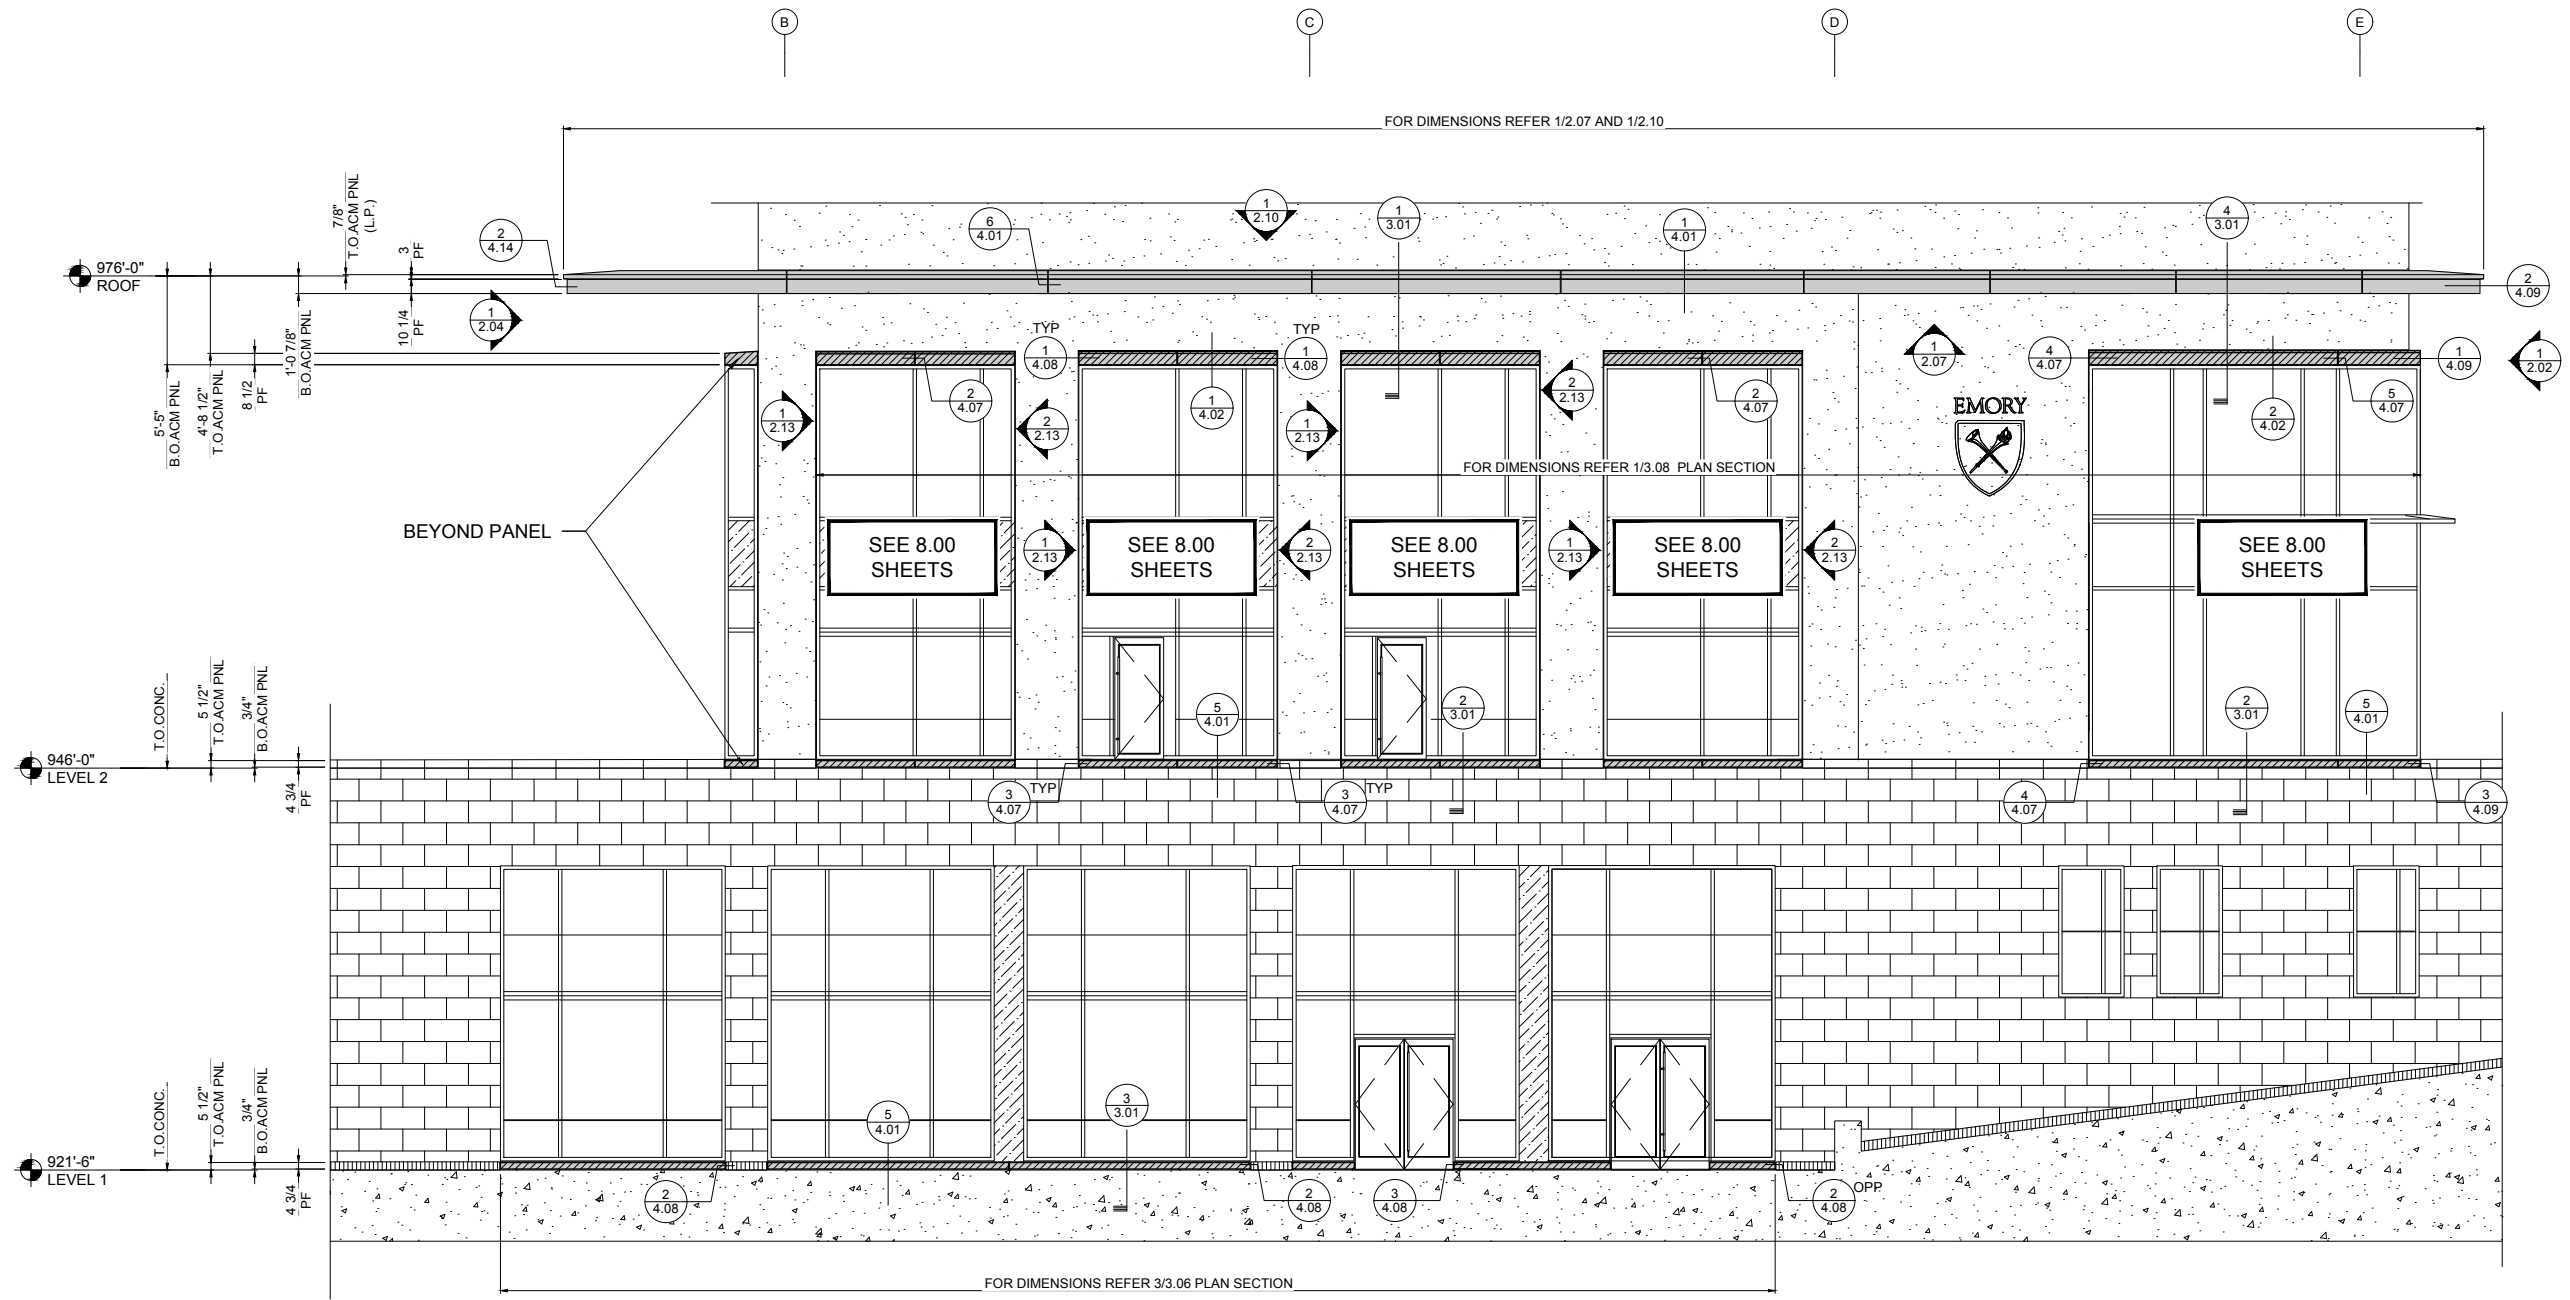 B
C
D
E
FOR DIMENSIONS REFER 1/2.07 AND 1/2.10
7/8"
T.O.ACM PNL
(L.P.)
3
PF
2
4.14
6
4.01
1
2.10
1
3.01
1
4.01
4
3.01
976'-0"
ROOF
2
4.09
1
2.04
10 1/4
PF
1'-0 7/8"
B.O.ACM PNL
8 1/2
PF
4'-8 1/2"
T.O.ACM PNL
5'-5"
B.O.ACM PNL
TYP
1
4.08
TYP
1
4.08
1
2.07
4
4.07
1
4.09
1
2.02
2
4.07
1
4.02
2
2.13
2
4.07
5
4.07
1
2.13
2
2.13
1
2.13
EMORY
2
4.02
FOR DIMENSIONS REFER 1/3.08 PLAN SECTION
BEYOND PANEL
SEE 8.00
SHEETS
1
2.13
SEE 8.00
SHEETS
2
2.13
SEE 8.00
SHEETS
1
2.13
SEE 8.00
SHEETS
2
2.13
SEE 8.00
SHEETS
T.O.CONC.
5 1/2"
T.O.ACM PNL
3/4"
B.O.ACM PNL
5
4.01
2
3.01
2
3.01
5
4.01
946'-0"
LEVEL 2
4 3/4
PF
3
4.07
TYP
3
4.07
TYP
4
4.07
3
4.09
T.O.CONC.
5 1/2"
T.O.ACM PNL
3/4"
B.O.ACM PNL
5
4.01
3
3.01
921'-6"
LEVEL 1
4 3/4
PF
2
4.08
2
4.08
3
4.08
2
4.08
OPP
FOR DIMENSIONS REFER 3/3.06 PLAN SECTION